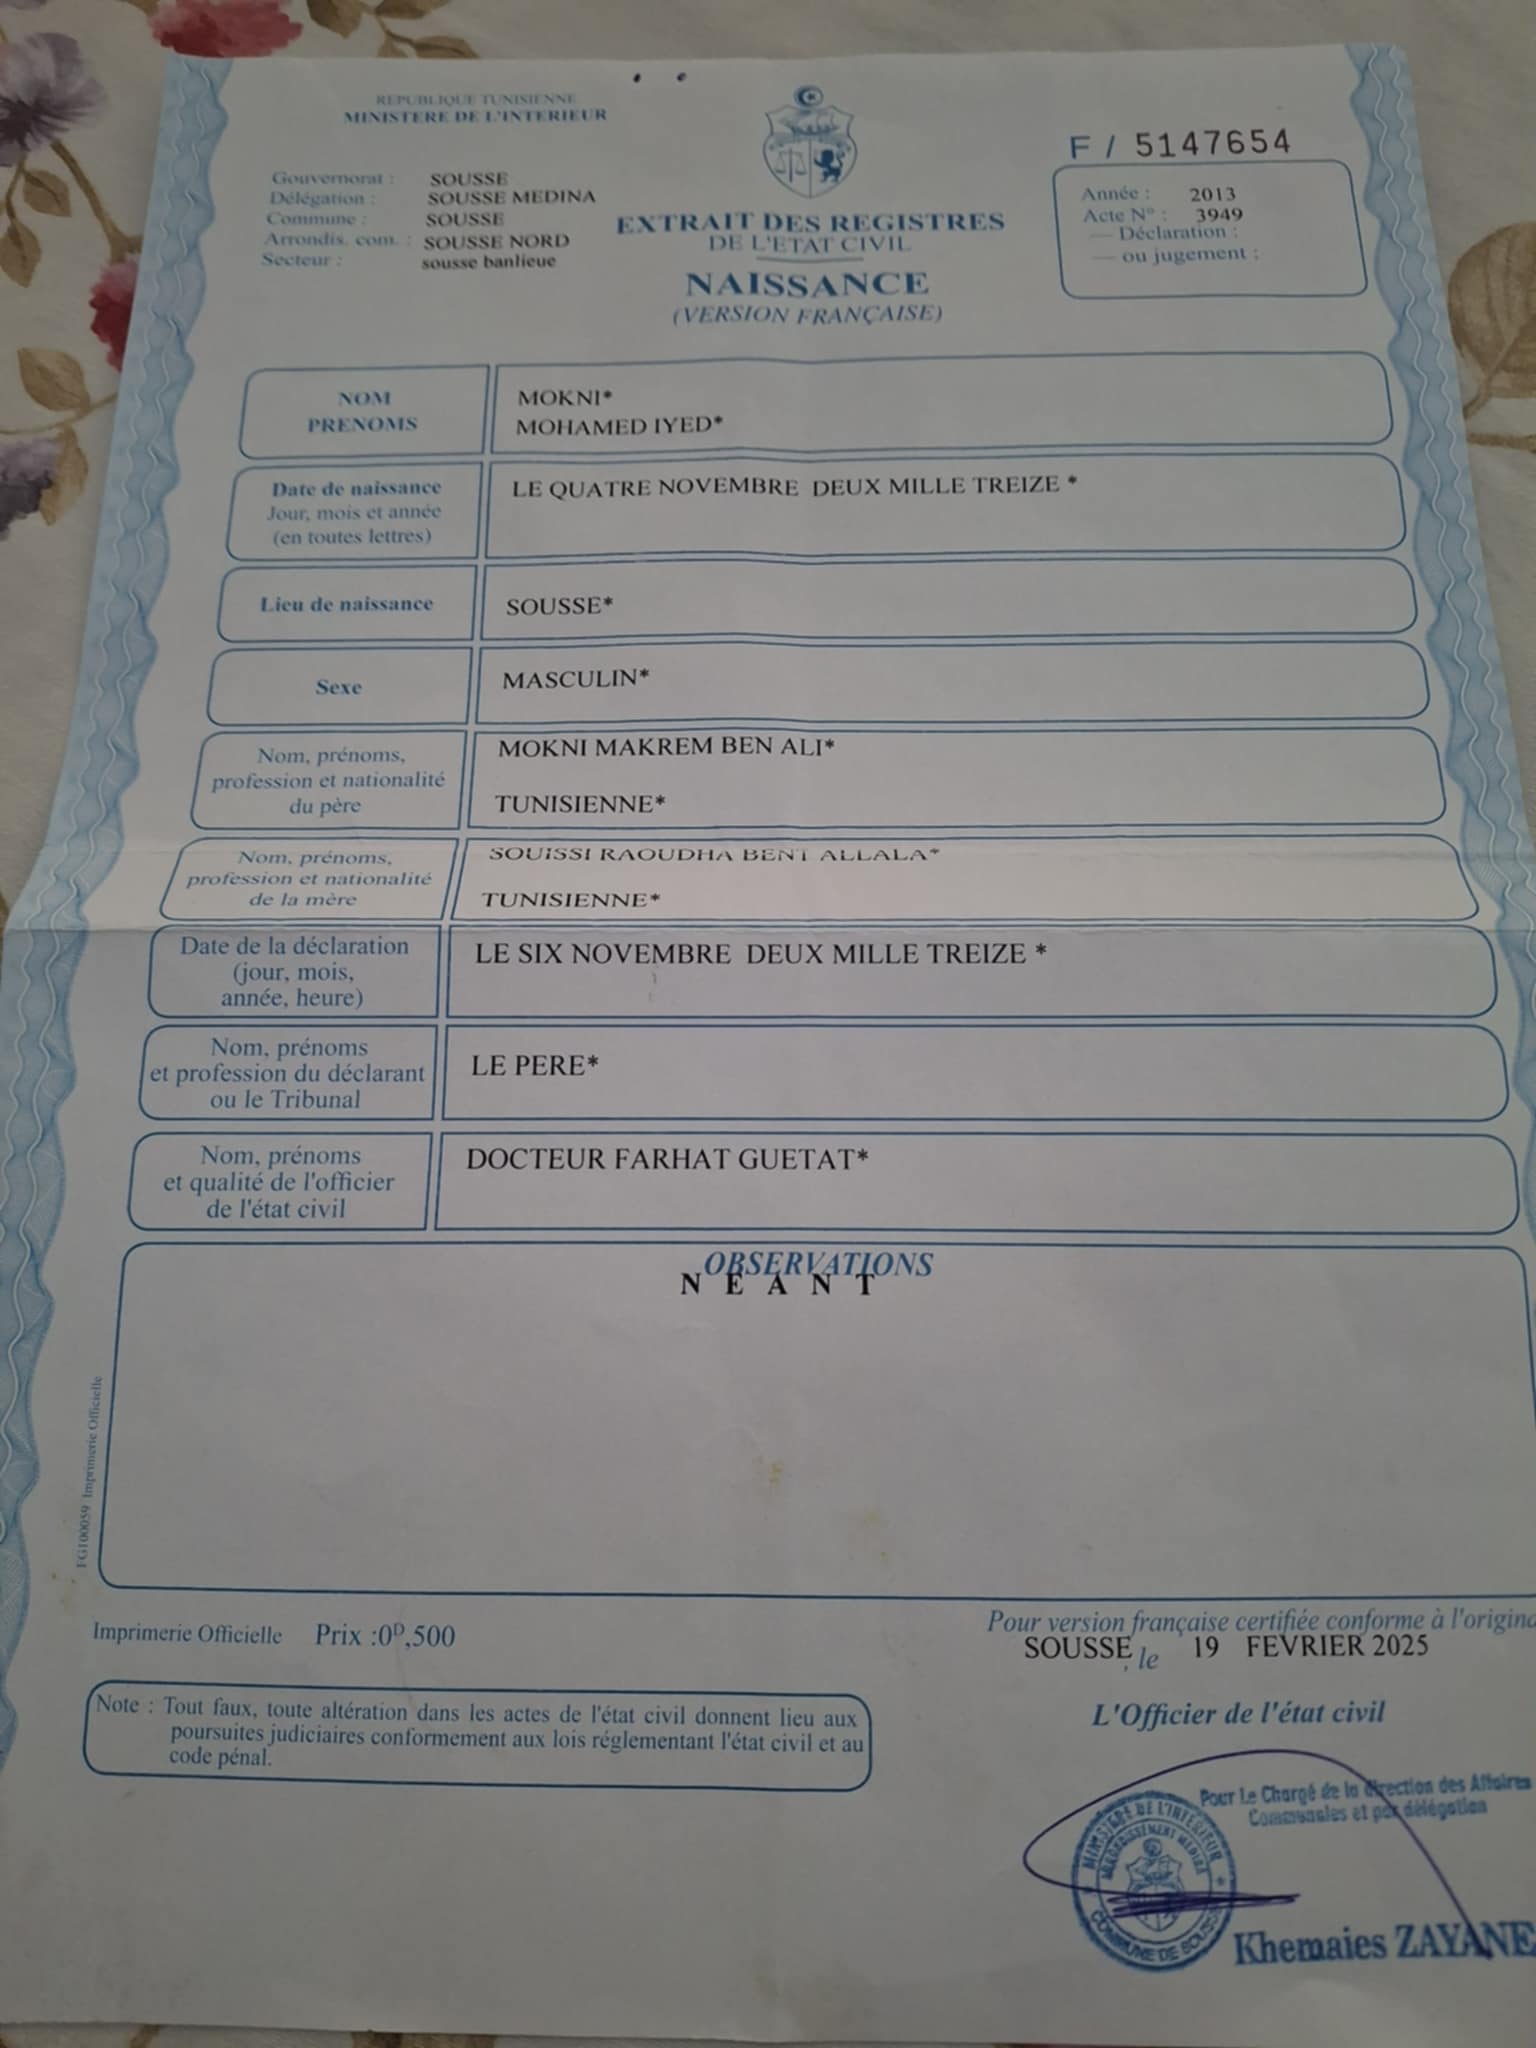 REPUBLIQUE TUNISIENNE
MINISTERE DE L'INTERIEUR
F / 5147654
Gouvernorat : SOUSSE
Délégation : SOUSSE MEDINA
Commune : SOUSSE
Arrondis. com. : SOUSSE NORD
Secteur : sousse banlieue
EXTRAIT DES REGISTRES
DE L'ETAT CIVIL
NAISSANCE
(VERSION FRANÇAISE)
Année : 2013
Acte N° : 3949
— Déclaration :
— ou jugement :
NOM MOKNI*
PRENOMS MOHAMED IYED*
Date de naissance
Jour, mois et année
(en toutes lettres)
LE QUATRE NOVEMBRE DEUX MILLE TREIZE *
Lieu de naissance SOUSSE*
Sexe MASCULIN*
Nom, prénoms,
profession et nationalité
du père
MOKNI MAKREM BEN ALI*
TUNISIENNE*
Nom, prénoms,
profession et nationalité
de la mère
SOUISSI RAOUDHA BENT ALLALA*
TUNISIENNE*
Date de la déclaration
(jour, mois,
année, heure)
LE SIX NOVEMBRE DEUX MILLE TREIZE *
Nom, prénoms
et profession du déclarant
ou le Tribunal
LE PERE*
Nom, prénoms
et qualité de l'officier
de l'état civil
DOCTEUR FARHAT GUETAT*
OBSERVATIONS
N E A N T
FG100059 Imprimerie Officielle
Imprimerie Officielle Prix :0ᴰ,500
Pour version française certifiée conforme à l'origina
SOUSSE, le 19 FEVRIER 2025
Note : Tout faux, toute altération dans les actes de l'état civil donnent lieu aux
poursuites judiciaires conformement aux lois réglementant l'état civil et au
code pénal.
L'Officier de l'état civil
Pour Le Chargé de la direction des Affaires
Communales et par délégation
MINISTERE DE L'INTERIEUR
ARRONDISSEMENT MEDINA
COMMUNE DE SOUSSE
Khemaies ZAYANE